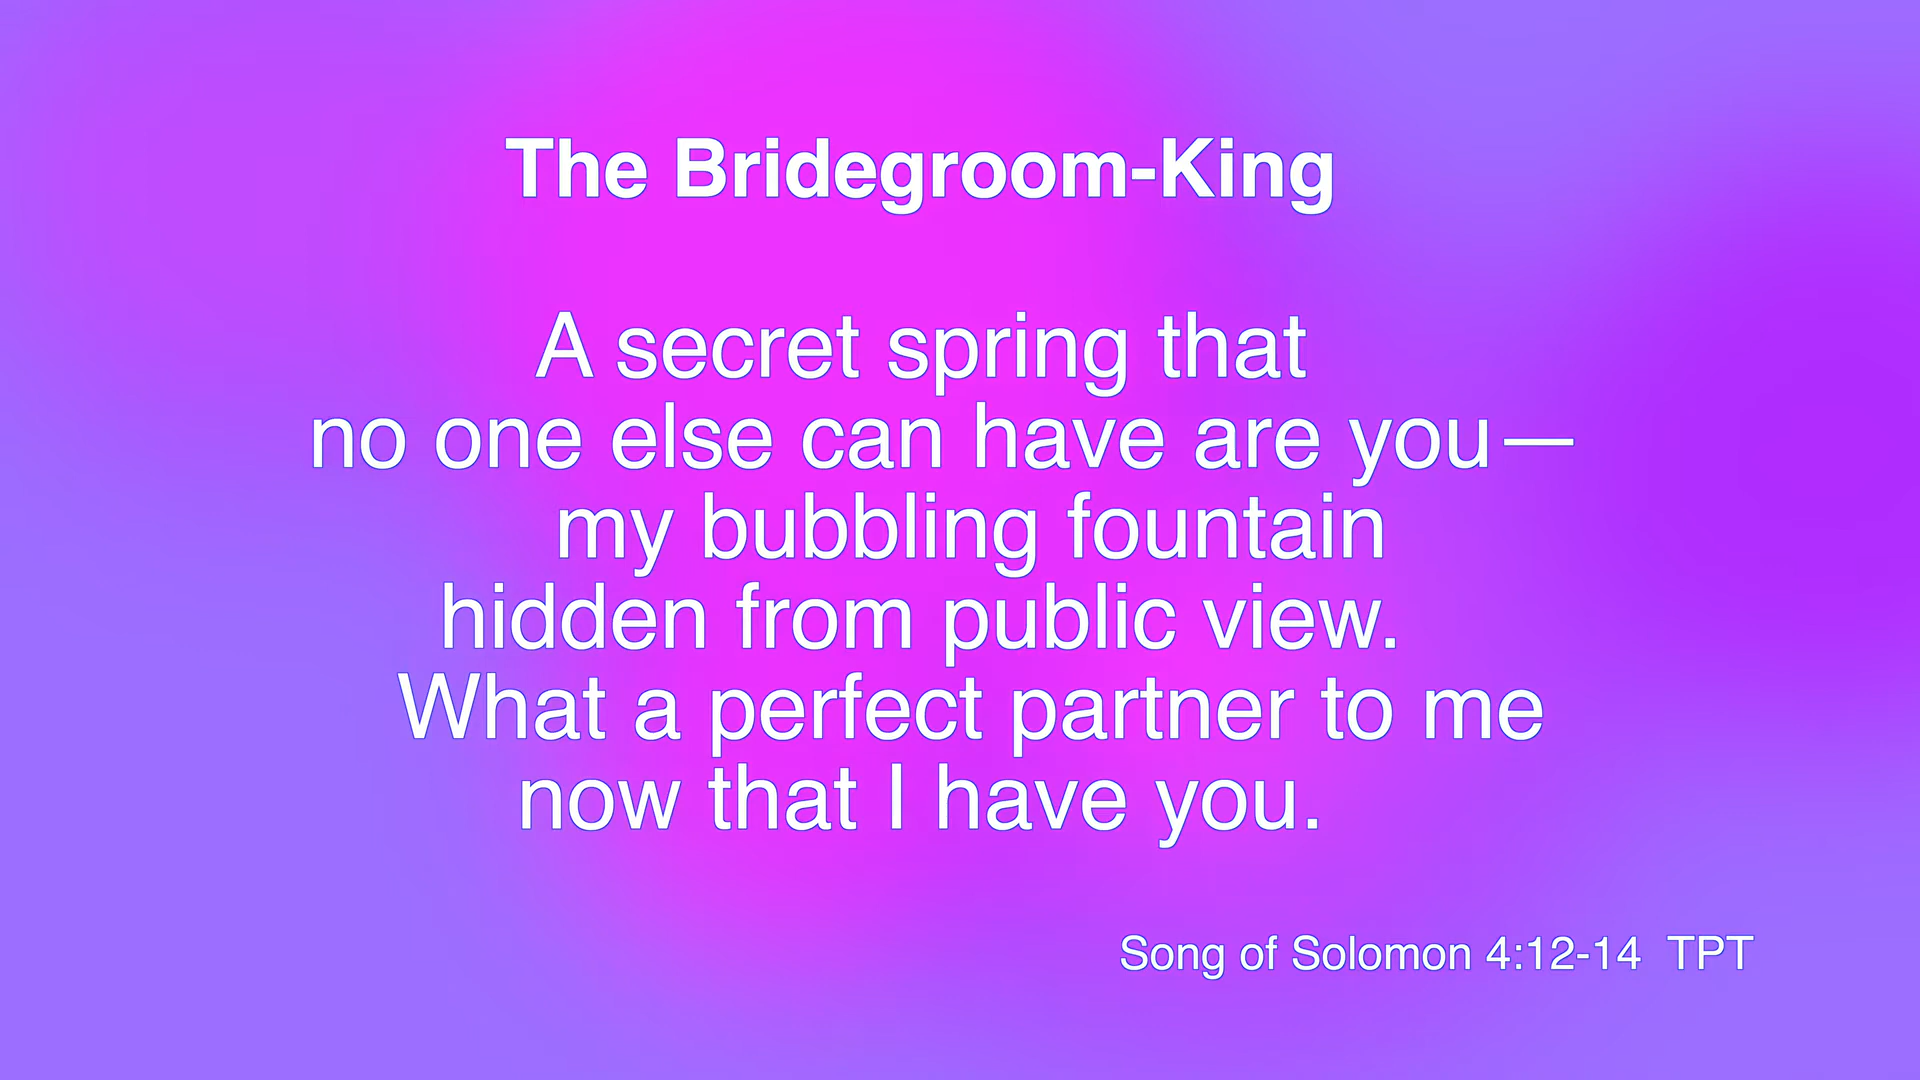 The Bridegroom-King
A secret spring that
no one else can have are you—
my bubbling fountain
hidden from public view.
What a perfect partner to me
now that I have you.
Song of Solomon 4:12-14  TPT